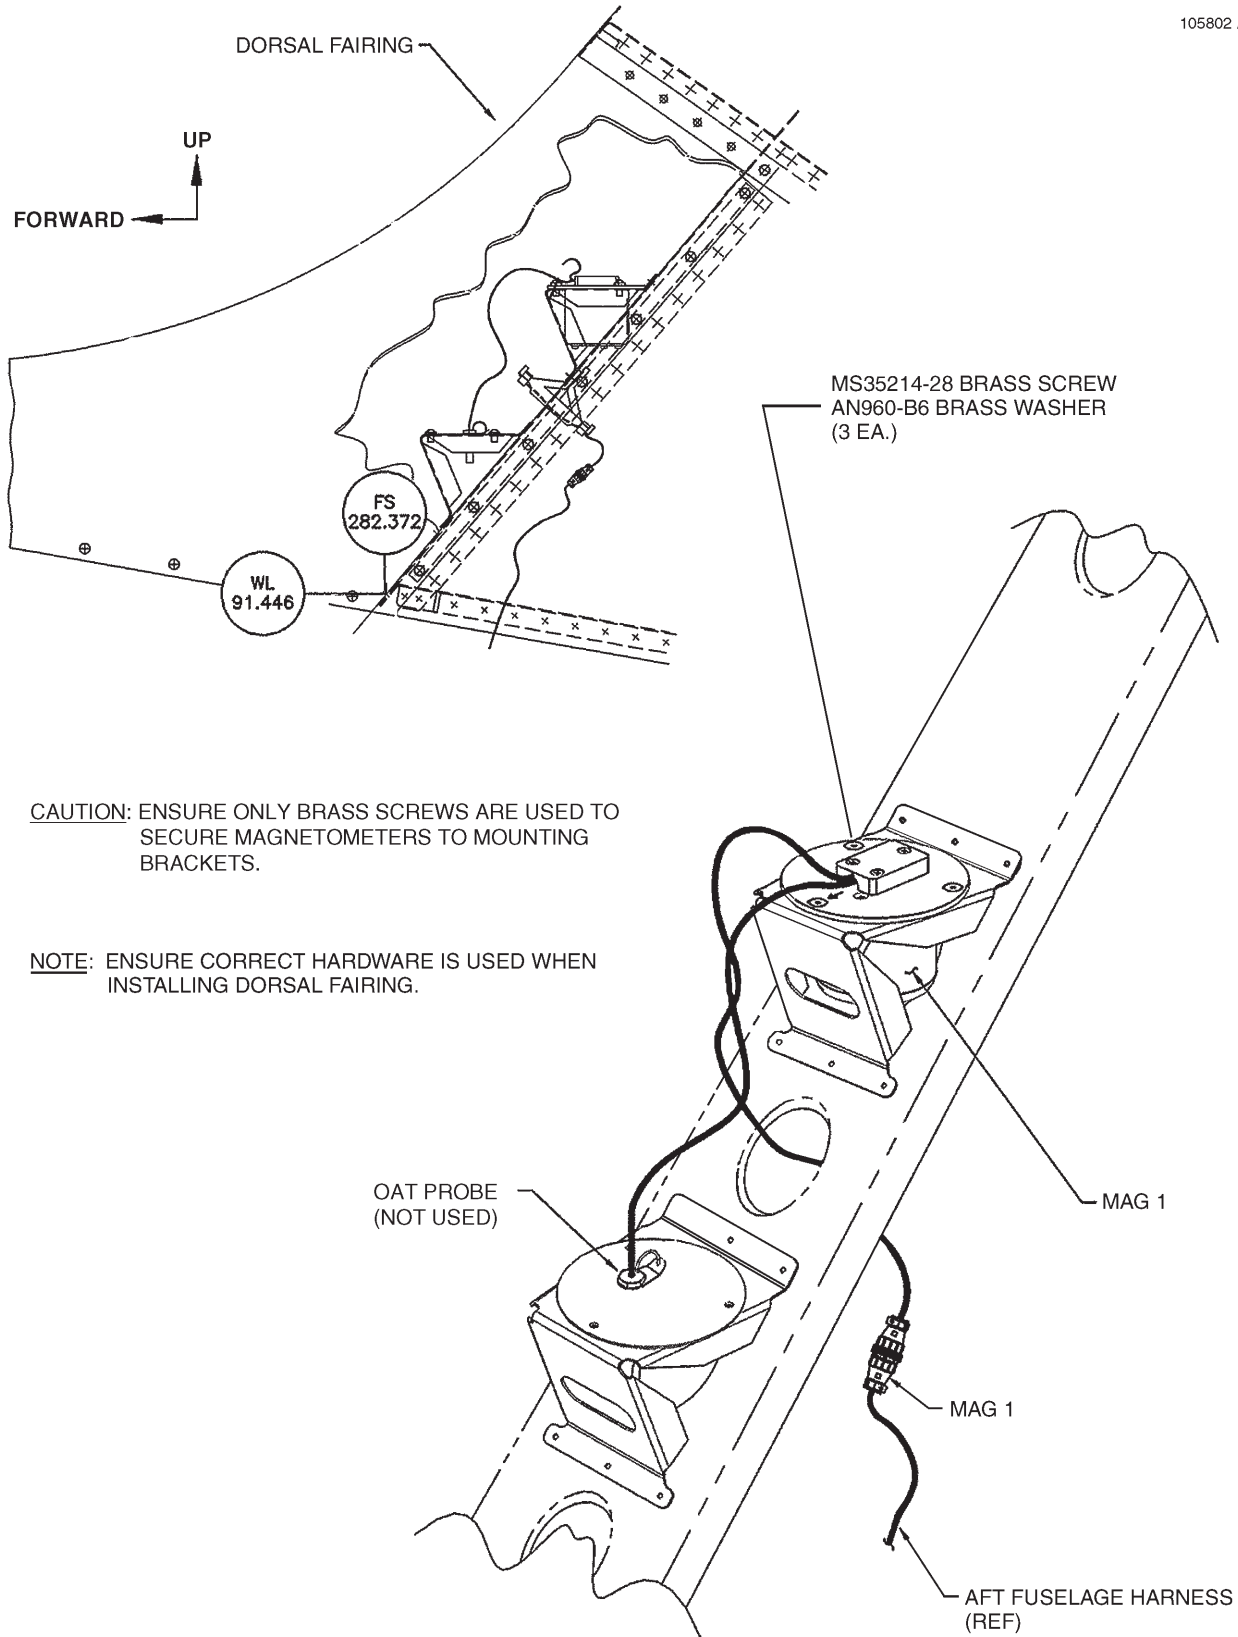 105802
DORSAL FAIRING
UP
FORWARD
MS35214-28 BRASS SCREW
AN960-B6 BRASS WASHER
(3 EA.)
FS
282.372
WL
91.446
CAUTION: ENSURE ONLY BRASS SCREWS ARE USED TO
SECURE MAGNETOMETERS TO MOUNTING
BRACKETS.
NOTE: ENSURE CORRECT HARDWARE IS USED WHEN
INSTALLING DORSAL FAIRING.
OAT PROBE
(NOT USED)
MAG 1
MAG 1
AFT FUSELAGE HARNESS
(REF)